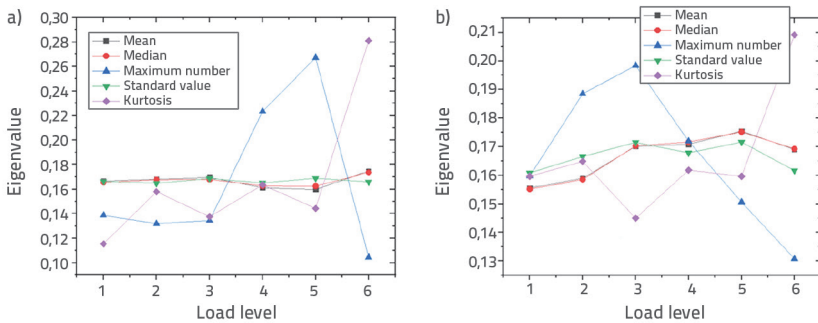 a)
Eigenvalue
0,30
0,28
0,26
0,24
0,22
0,20
0,18
0,16
0,14
0,12
0,10
Mean
Median
Maximum number
Standard value
Kurtosis
1 2 3 4 5 6
Load level
b)
Eigenvalue
0,21
0,20
0,19
0,18
0,17
0,16
0,15
0,14
0,13
Mean
Median
Maximum number
Standard value
Kurtosis
1 2 3 4 5 6
Load level